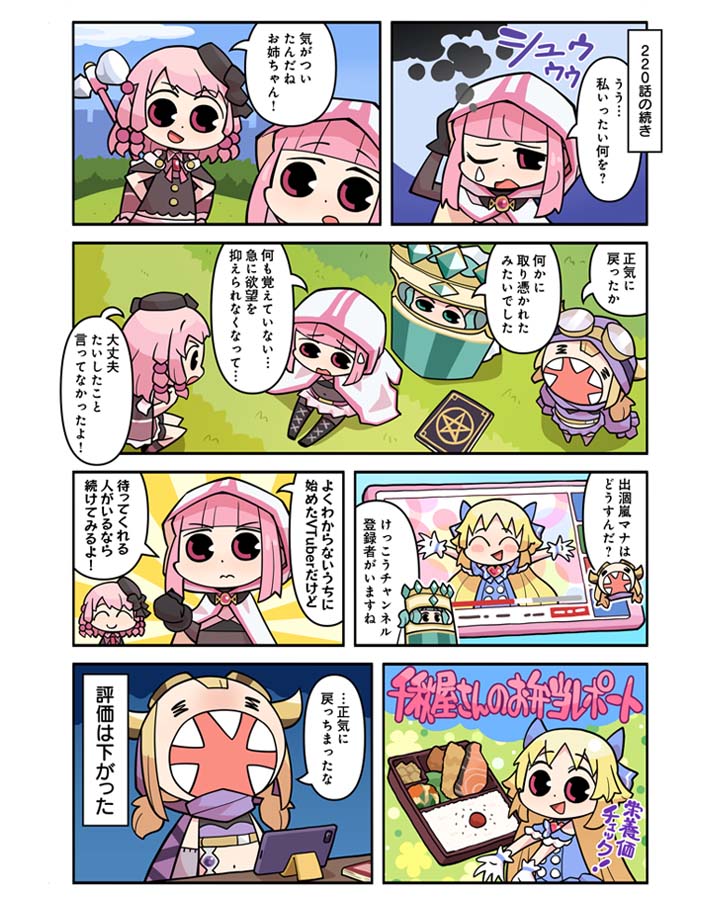 220話の続き
シュウゥゥ
うう…
私いったい何を?
気がつい
たんだね
お姉ちゃん!
正気に
戻ったか
何かに
取り憑かれた
みたいでした
何も覚えていない…
急に欲望を
抑えられなくなって…
大丈夫
たいしたこと
言ってなかったよ!
出涸嵐マナは
どうすんだ?
けっこうチャンネル
登録者がいますね
よくわからないうちに
始めたVTuberだけど
待ってくれる
人がいるなら
続けてみるよ!
千秋屋さんのお弁当レポート
栄養価
チェック!
…正気に
戻っちまったな
評価は下がった